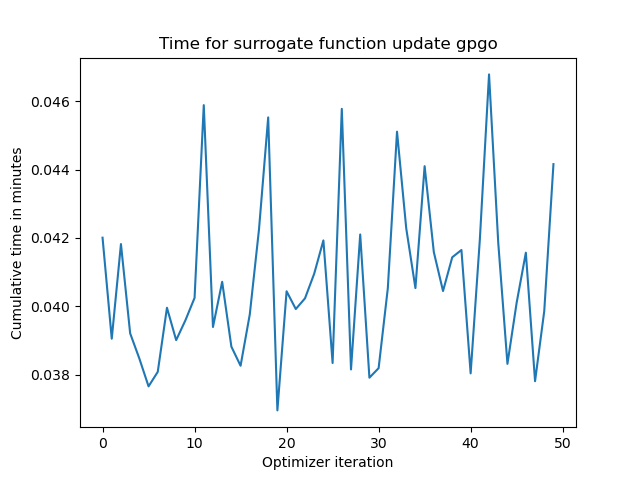 Time for surrogate function update gpgo
Cumulative time in minutes
0.046
0.044
0.042
0.040
0.038
0 10 20 30 40 50
Optimizer iteration